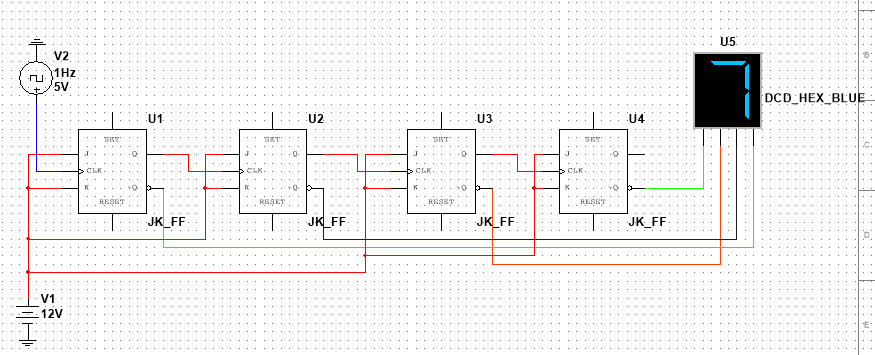 U5
V2
1Hz
5V
DCD_HEX_BLUE
7
B
U1
U2
U3
U4
SET
SET
SET
SET
J
Q
J
Q
J
Q
J
Q
CLK
CLK
CLK
CLK
K
~Q
K
~Q
K
~Q
K
~Q
RESET
RESET
RESET
RESET
JK_FF
JK_FF
JK_FF
JK_FF
C
D
V1
12V
E